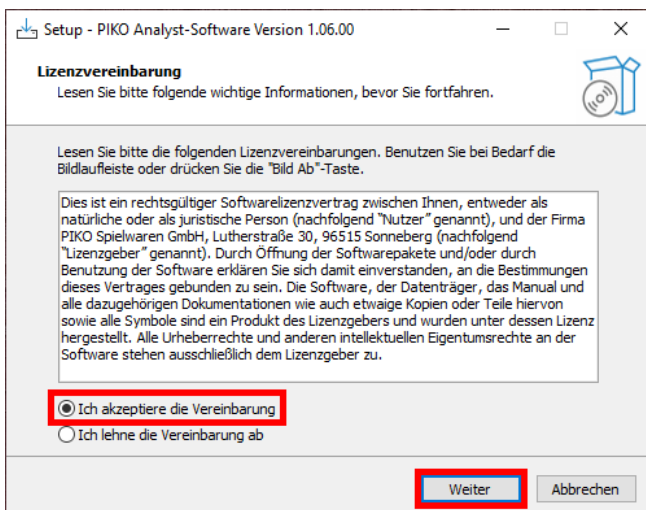 Setup - PIKO Analyst-Software Version 1.06.00
Lizenzvereinbarung
Lesen Sie bitte folgende wichtige Informationen, bevor Sie fortfahren.
Lesen Sie bitte die folgenden Lizenzvereinbarungen. Benutzen Sie bei Bedarf die
Bildlaufleiste oder drücken Sie die "Bild Ab"-Taste.
Dies ist ein rechtsgültiger Softwarelizenzvertrag zwischen Ihnen, entweder als
natürliche oder als juristische Person (nachfolgend "Nutzer" genannt), und der Firma
PIKO Spielwaren GmbH, Lutherstraße 30, 96515 Sonneberg (nachfolgend
"Lizenzgeber" genannt). Durch Öffnung der Softwarepakete und/oder durch
Benutzung der Software erklären Sie sich damit einverstanden, an die Bestimmungen
dieses Vertrages gebunden zu sein. Die Software, der Datenträger, das Manual und
alle dazugehörigen Dokumentationen wie auch etwaige Kopien oder Teile hiervon
sowie alle Symbole sind ein Produkt des Lizenzgebers und wurden unter dessen Lizenz
hergestellt. Alle Urheberrechte und anderen intellektuellen Eigentumsrechte an der
Software stehen ausschließlich dem Lizenzgeber zu.
Ich akzeptiere die Vereinbarung
Ich lehne die Vereinbarung ab
Weiter
Abbrechen